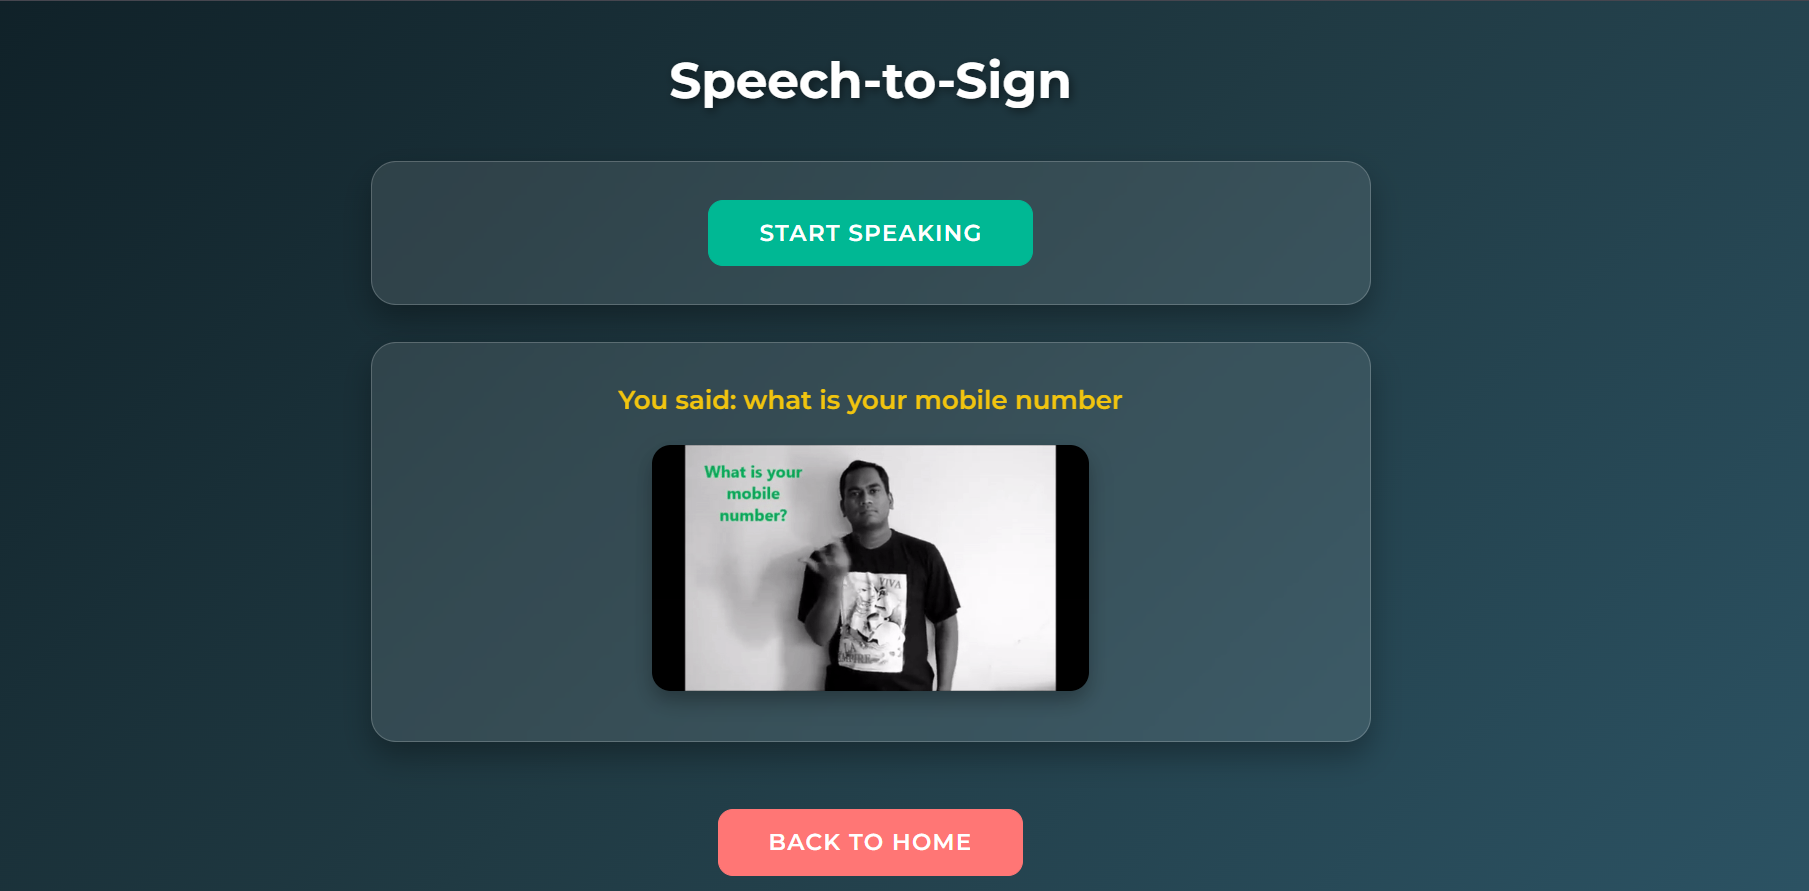 Speech-to-Sign
START SPEAKING
You said: what is your mobile number
What is your
mobile
number?
VIVA
LA
BACK TO HOME